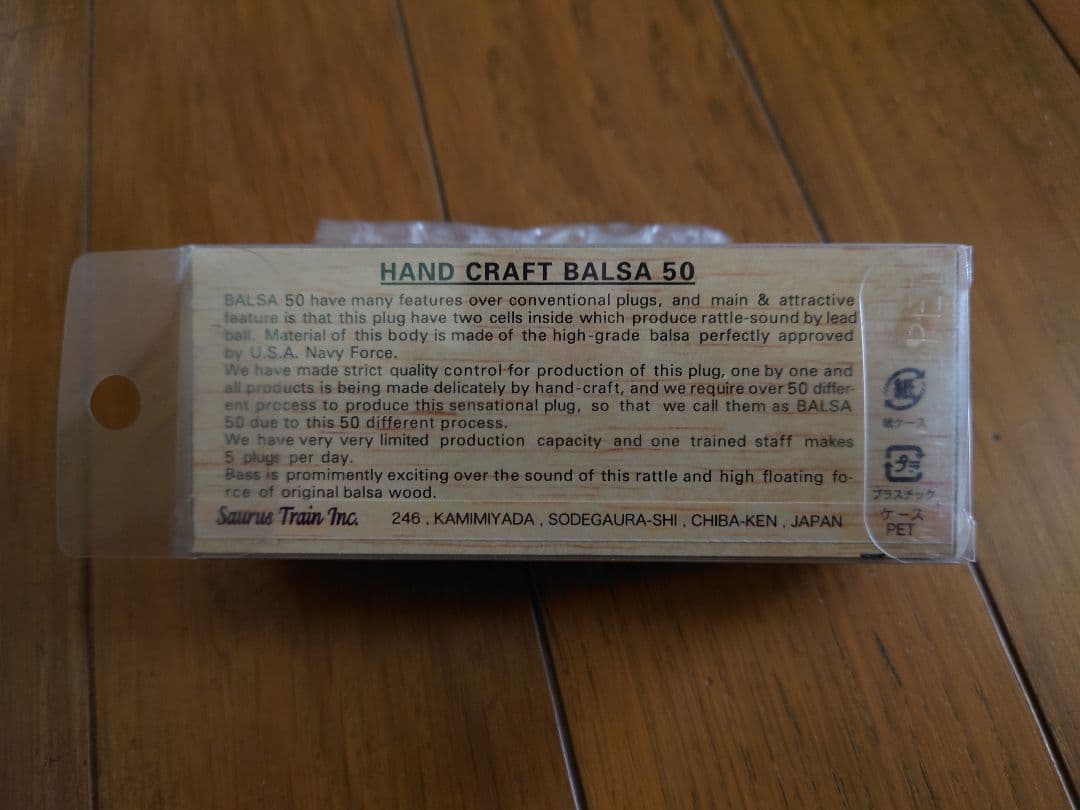 HAND CRAFT BALSA 50
BALSA 50 have many features over conventional plugs, and main & attractive
feature is that this plug have two cells inside which produce rattle-sound by lead
ball. Material of this body is made of the high-grade balsa perfectly approved
by U.S.A. Navy Force.
We have made strict quality control for production of this plug, one by one and
all products is being made delicately by hand-craft, and we require over 50 differ-
ent process to produce this sensational plug, so that we call them as BALSA
50 due to this 50 different process.
We have very very limited production capacity and one trained staff makes
5 plugs per day.
Bass is promimently exciting over the sound of this rattle and high floating fo-
rce of original balsa wood.
Saurus Train Inc. 246 , KAMIMIYADA , SODEGAURA-SHI , CHIBA-KEN , JAPAN
PET
紙
紙ケース
プラ
プラスチック
ケース
PET